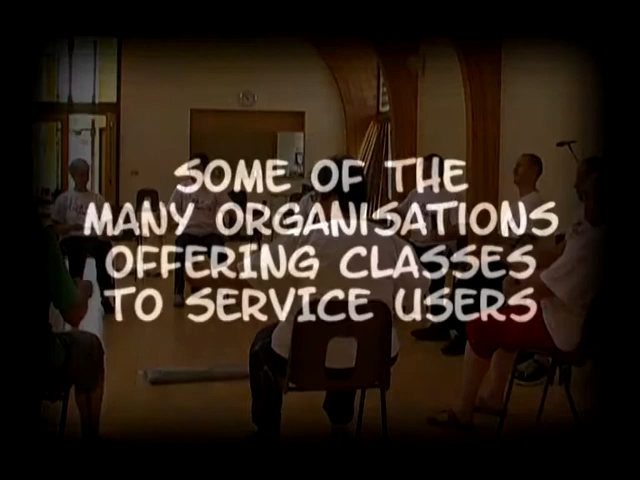 SOME OF THE
MANY ORGANISATIONS
OFFERING CLASSES
TO SERVICE USERS